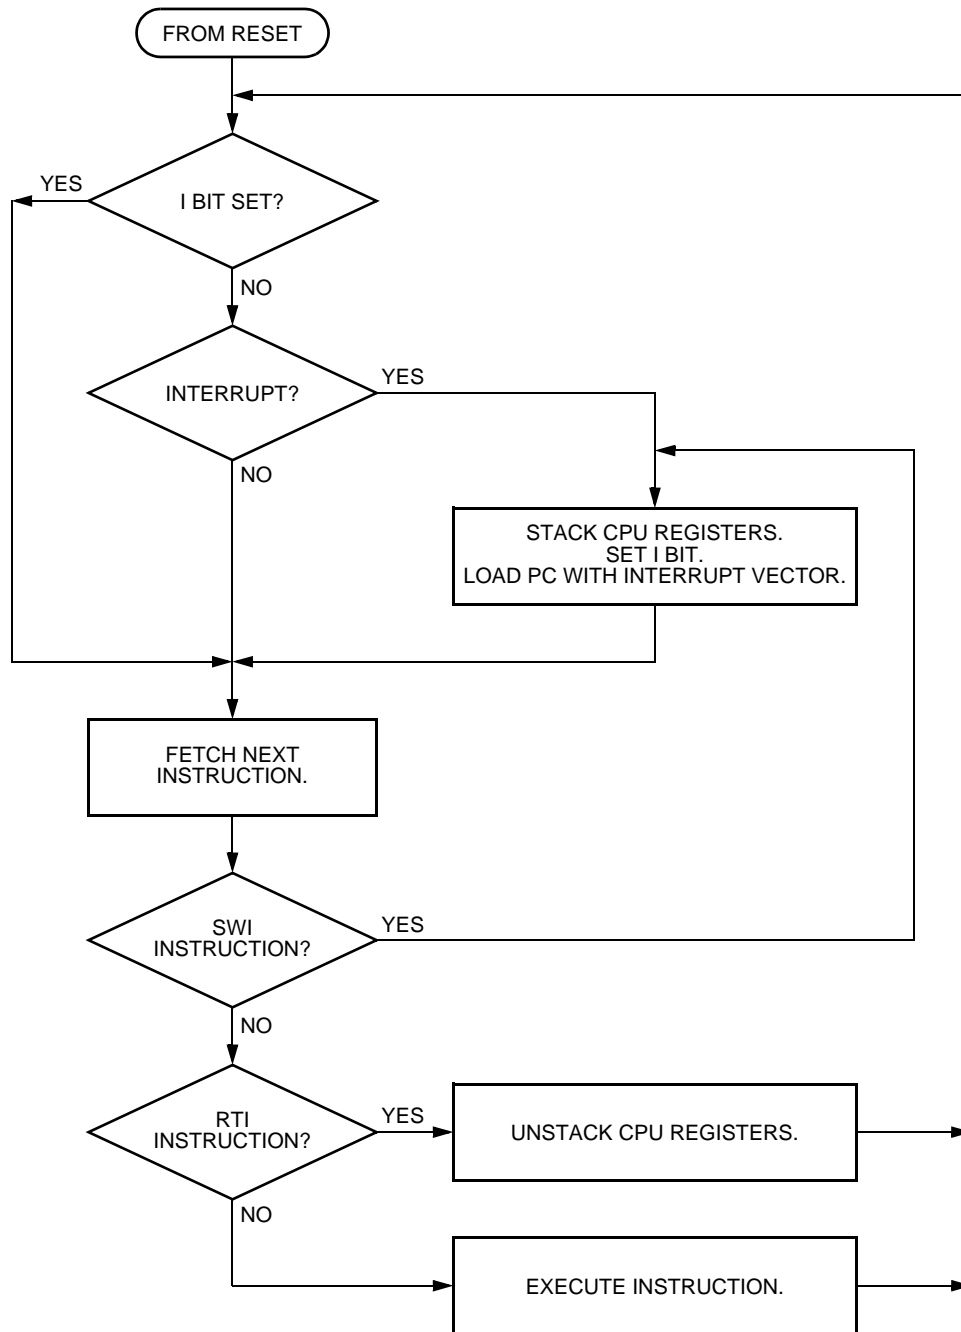 FROM RESET
YES
I BIT SET?
NO
INTERRUPT?
YES
NO
STACK CPU REGISTERS.
SET I BIT.
LOAD PC WITH INTERRUPT VECTOR.
FETCH NEXT
INSTRUCTION.
SWI
INSTRUCTION?
YES
NO
RTI
INSTRUCTION?
YES
UNSTACK CPU REGISTERS.
NO
EXECUTE INSTRUCTION.